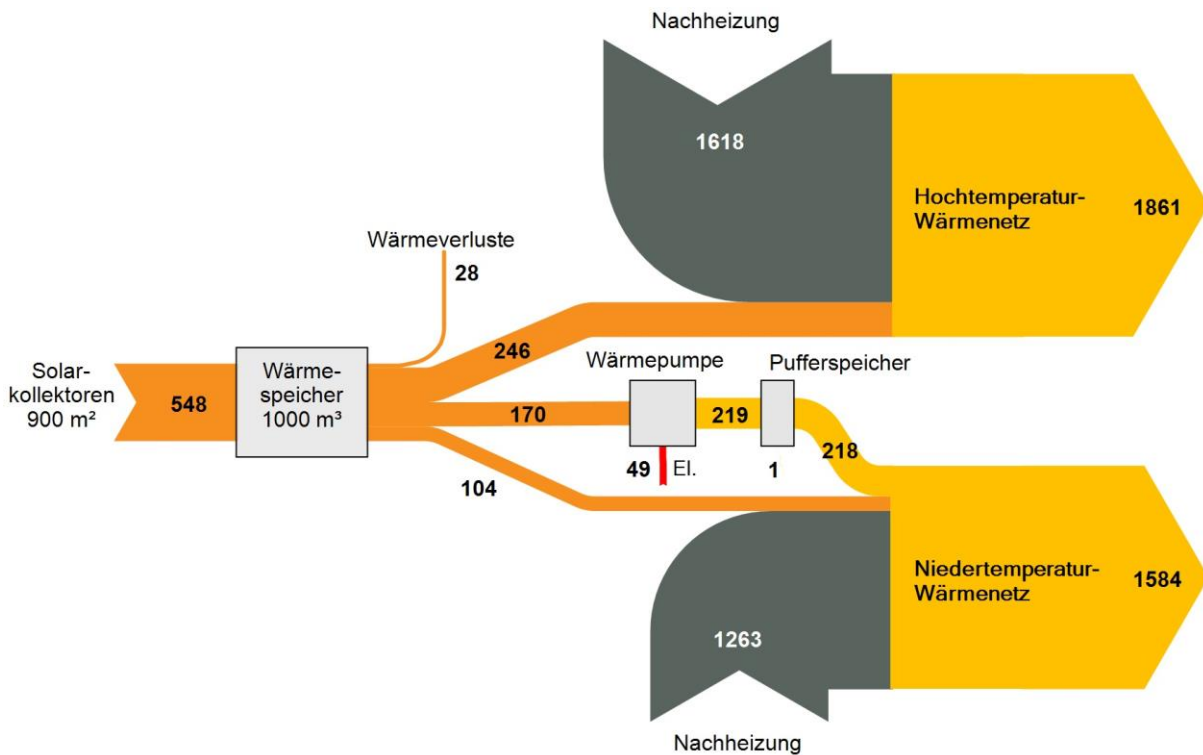 Nachheizung
1618
Hochtemperatur-
Wärmenetz
1861
Wärmeverluste
28
246
Solar-
kollektoren
900 m²
548
Wärme-
speicher
1000 m³
Wärmepumpe
Pufferspeicher
170
219
218
49
El.
1
104
Niedertemperatur-
Wärmenetz
1584
1263
Nachheizung